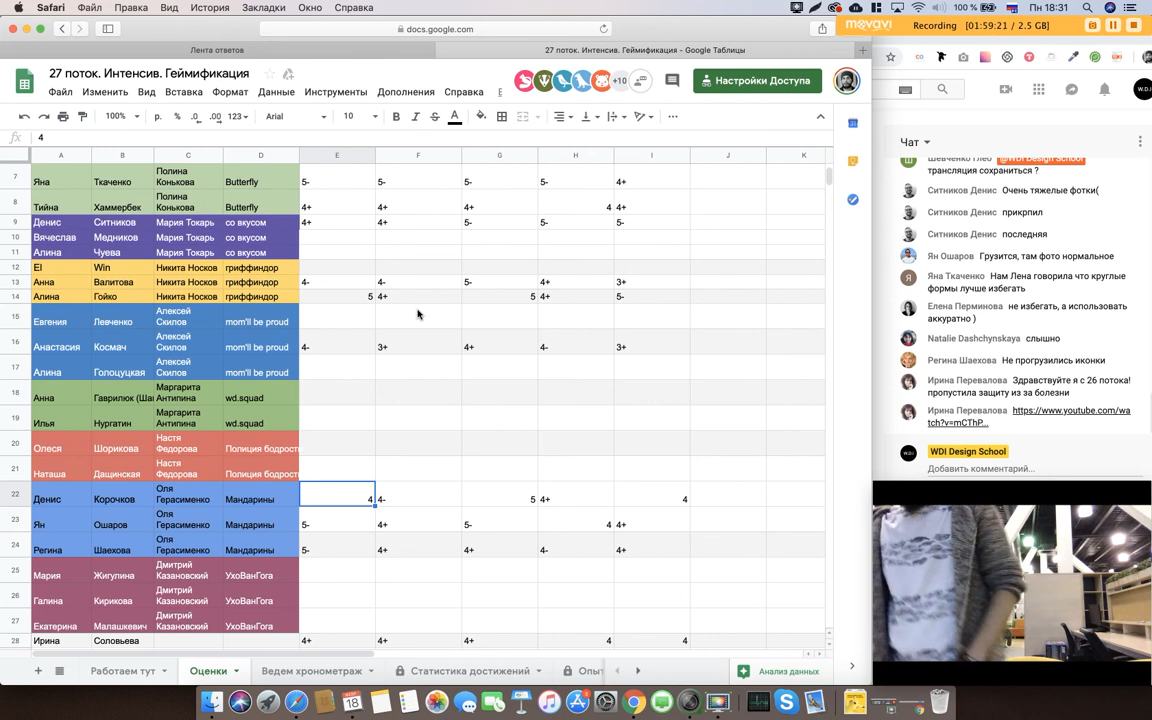 Safari Файл Правка Вид История Закладки Окно Справка
100 % Пн 18:31
movavi Recording [01:59:21 / 2.5 GB]
docs.google.com
Лента ответов
27 поток. Интенсив. Геймификация - Google Таблицы
27 поток. Интенсив. Геймификация
Файл Изменить Вид Вставка Формат Данные Инструменты Дополнения Справка
+10
Настройки Доступа
100% р. % .0 .00 123 Arial 10
fx 4
A B C D E F G H I J K
7 Яна Ткаченко Полина Конькова Butterfly 5- 5- 5- 5- 4+
8 Тийна Хаммербек Полина Конькова Butterfly 4+ 4+ 4+ 4 4+
9 Денис Ситников Мария Токарь со вкусом 4+ 4+ 5- 5- 5-
10 Вячеслав Медников Мария Токарь со вкусом
11 Алина Чуева Мария Токарь со вкусом
12 El Win Никита Носков гриффиндор
13 Анна Валитова Никита Носков гриффиндор 4- 4- 5- 4+ 3+
14 Алина Гойко Никита Носков гриффиндор 5 4+ 5 4+ 5-
15 Евгения Левченко Алексей Скилов mom'll be proud
16 Анастасия Космач Алексей Скилов mom'll be proud 4- 3+ 4+ 4- 3+
17 Алина Голоцуцкая Алексей Скилов mom'll be proud
18 Анна Гаврилюк (Ша Маргарита Антипина wd.squad
19 Илья Нургатин Маргарита Антипина wd.squad
20 Олеся Шорикова Настя Федорова Полиция бодрост
21 Наташа Дащинская Настя Федорова Полиция бодрост
22 Денис Корочков Оля Герасименко Мандарины 4 4- 5 4+ 4
23 Ян Ошаров Оля Герасименко Мандарины 5- 4+ 5- 4 4+
24 Регина Шаехова Оля Герасименко Мандарины 5- 4+ 4+ 4- 4+
25 Мария Жигулина Дмитрий Казановский УхоВанГога
26 Галина Кирикова Дмитрий Казановский УхоВанГога
27 Екатерина Малашкевич Дмитрий Казановский УхоВанГога
28 Ирина Соловьева 4+ 4+ 4+ 4 4
Работаем тут Оценки Ведем хронометраж Статистика достижений Опыт
Анализ данных
W.D.I
Чат
Шевченко Глеб @WDI Design School
трансляция сохраниться ?
Ситников Денис Очень тяжелые фотки(
Ситников Денис прикрпил
Ситников Денис последняя
Ян Ошаров Грузится, там фото нормальное
Яна Ткаченко Нам Лена говорила что круглые
формы лучше избегать
Елена Перминова не избегать, а использовать
аккуратно )
Natalie Dashchynskaya слышно
Регина Шаехова Не прогрузились иконки
Ирина Перевалова Здравствуйте я с 26 потока!
пропустила защиту из за болезни
Ирина Перевалова https://www.youtube.com/wa
tch?v=mCThP...
WDI Design School
Добавить комментарий...
18